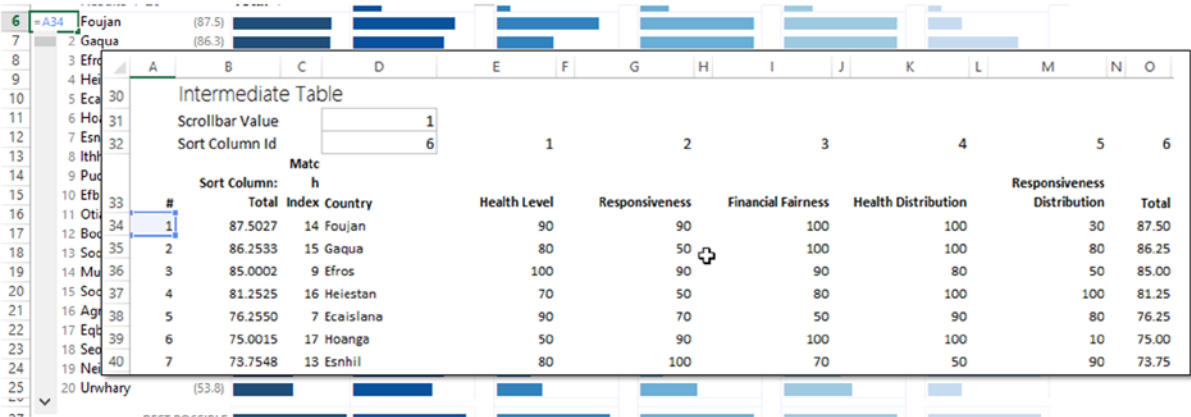 6 =A34 Foujan (87.5)
7 2 Gaqua (86.3)
8 3 Efro
9 4 Hei
10 5 Eca
11 6 Ho
12 7 Esn
13 8 Ithh
14 9 Puo
15 10 Efb
16 11 Oti
17 12 Boo
18 13 Soo
19 14 Mu
20 15 Soo
21 16 Agr
22 17 Eqb
23 18 Seo
24 19 Nei
25 20 Urwhary (53.8)
A B C D E F G H I J K L M N O
30 Intermediate Table
31 Scrollbar Value 1
32 Sort Column Id 6 1 2 3 4 5 6
33 # Sort Column: Total Match Index Country Health Level Responsiveness Financial Fairness Health Distribution Responsiveness Distribution Total
34 1 87.5027 14 Foujan 90 90 100 100 30 87.50
35 2 86.2533 15 Gaqua 80 50 100 100 80 86.25
36 3 85.0002 9 Efros 100 90 90 80 50 85.00
37 4 81.2525 16 Heiestan 70 50 80 100 100 81.25
38 5 76.2550 7 Ecaislana 90 70 50 90 80 76.25
39 6 75.0015 17 Hoanga 50 90 100 100 10 75.00
40 7 73.7548 13 Esnhil 80 100 70 50 90 73.75